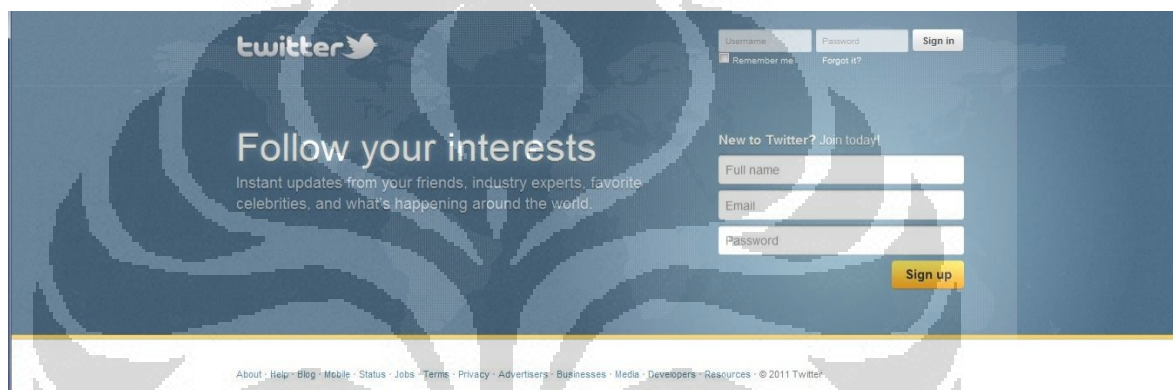 twitter
Username Password Sign in
Remember me Forgot it?
Follow your interests
Instant updates from your friends, industry experts, favorite
celebrities, and what's happening around the world.
New to Twitter? Join today!
Full name
Email
Password
Sign up
About · Help · Blog · Mobile · Status · Jobs · Terms · Privacy · Advertisers · Businesses · Media · Developers · Resources · © 2011 Twitter